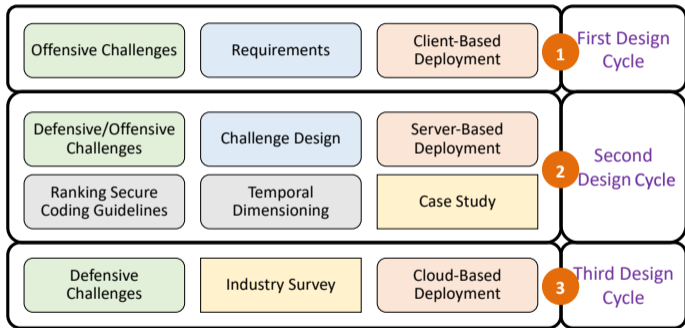 Offensive Challenges
Requirements
Client-Based
Deployment
1
First Design
Cycle
Defensive/Offensive
Challenges
Challenge Design
Server-Based
Deployment
Ranking Secure
Coding Guidelines
Temporal
Dimensioning
Case Study
2
Second
Design Cycle
Defensive
Challenges
Industry Survey
Cloud-Based
Deployment
3
Third Design
Cycle